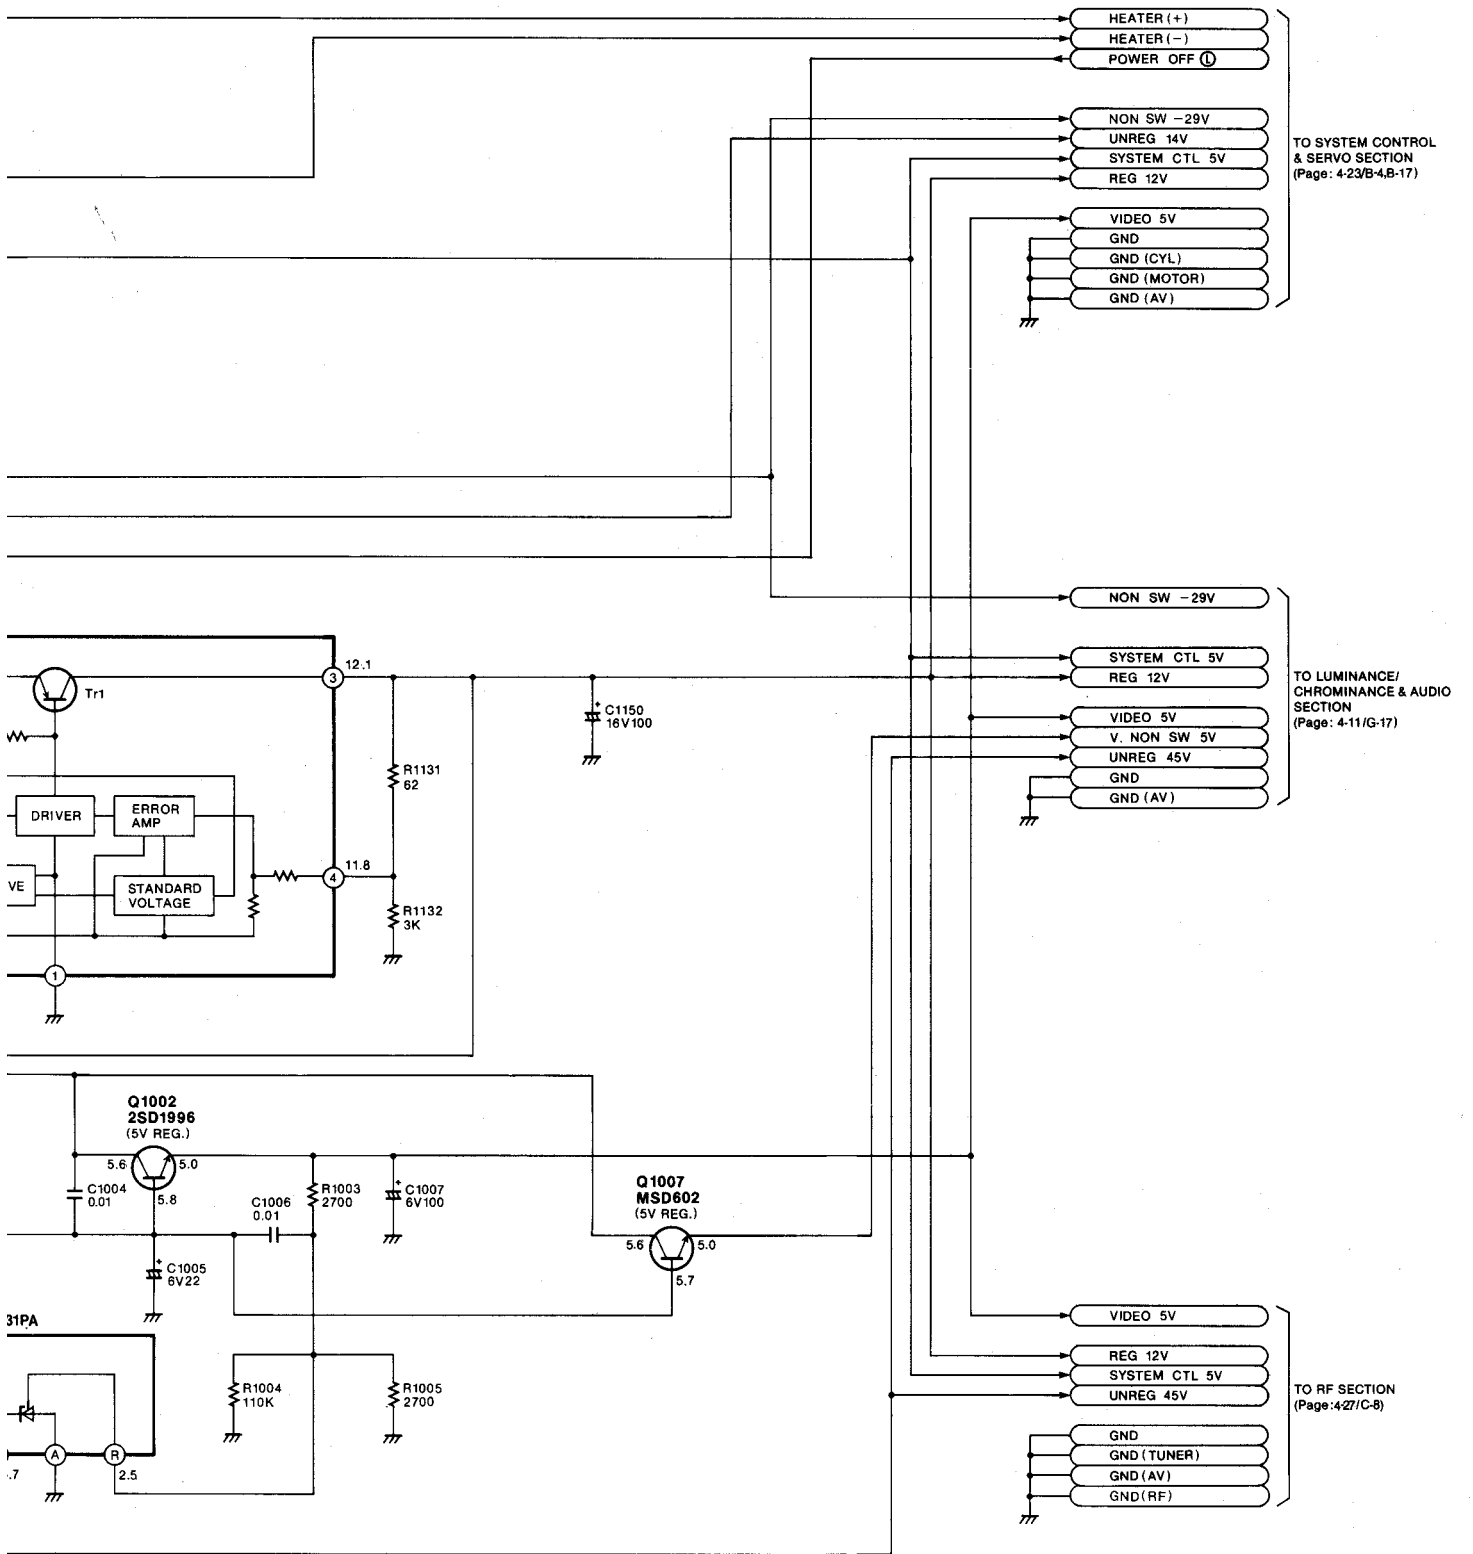 HEATER (+)
HEATER (−)
POWER OFF Ⓛ
NON SW −29V
UNREG 14V
SYSTEM CTL 5V
REG 12V
TO SYSTEM CONTROL
& SERVO SECTION
(Page: 4-23/B-4,B-17)
VIDEO 5V
GND
GND (CYL)
GND (MOTOR)
GND (AV)
NON SW −29V
SYSTEM CTL 5V
REG 12V
TO LUMINANCE/
CHROMINANCE & AUDIO
SECTION
(Page: 4-11/G-17)
VIDEO 5V
V. NON SW 5V
UNREG 45V
GND
GND (AV)
12.1
3
Tr1
+
C1150
16V100
R1131
62
DRIVER
ERROR
AMP
11.8
4
VE
STANDARD
VOLTAGE
R1132
3K
1
Q1002
2SD1996
(5V REG.)
5.6
5.0
5.8
C1004
0.01
C1006
0.01
R1003
2700
+
C1007
6V100
Q1007
MSD602
(5V REG.)
5.6
5.0
5.7
+
C1005
6V22
31PA
R1004
110K
R1005
2700
A
R
.7
2.5
VIDEO 5V
REG 12V
SYSTEM CTL 5V
UNREG 45V
TO RF SECTION
(Page:4-27/C-8)
GND
GND (TUNER)
GND (AV)
GND (RF)